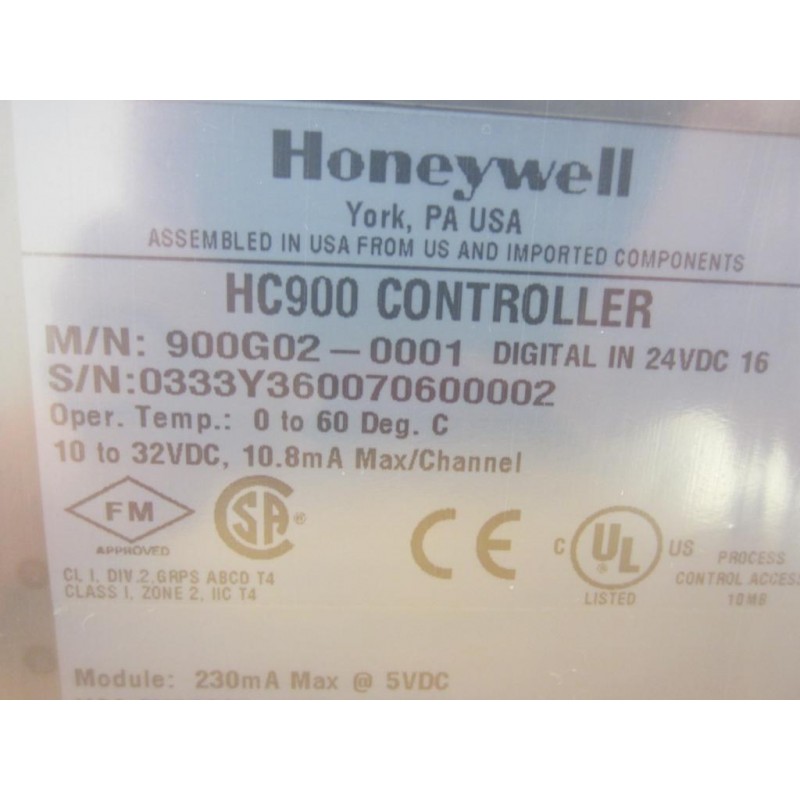 Honeywell
York, PA USA
ASSEMBLED IN USA FROM US AND IMPORTED COMPONENTS
HC900 CONTROLLER
M/N: 900G02-0001 DIGITAL IN 24VDC 16
S/N:0333Y360070600002
Oper. Temp.: 0 to 60 Deg. C
10 to 32VDC, 10.8mA Max/Channel
FM
APPROVED
CL I, DIV.2,GRPS ABCD T4
CLASS I, ZONE 2, IIC T4
SA®
CE
C UL US
LISTED
PROCESS
CONTROL ACCESS
10MB
Module: 230mA Max @ 5VDC